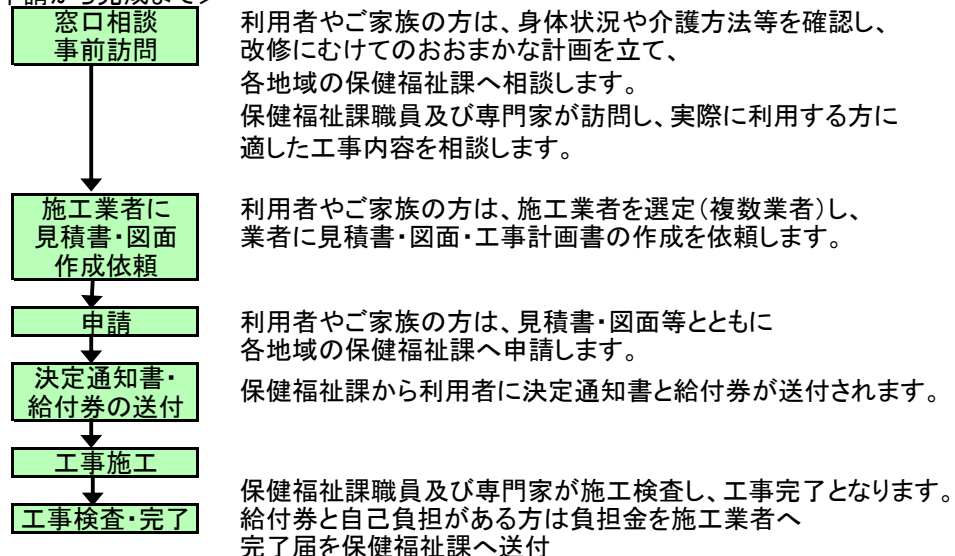 申請から完成まで＞
窓口相談
事前訪問
利用者やご家族の方は、身体状況や介護方法等を確認し、
改修にむけてのおおまかな計画を立て、
各地域の保健福祉課へ相談します。
保健福祉課職員及び専門家が訪問し、実際に利用する方に
適した工事内容を相談します。
施工業者に
見積書・図面
作成依頼
利用者やご家族の方は、施工業者を選定（複数業者）し、
業者に見積書・図面・工事計画書の作成を依頼します。
申請
利用者やご家族の方は、見積書・図面等とともに
各地域の保健福祉課へ申請します。
決定通知書・
給付券の送付
保健福祉課から利用者に決定通知書と給付券が送付されます。
工事施工
工事検査・完了
保健福祉課職員及び専門家が施工検査し、工事完了となります。
給付券と自己負担がある方は負担金を施工業者へ
完了届を保健福祉課へ送付